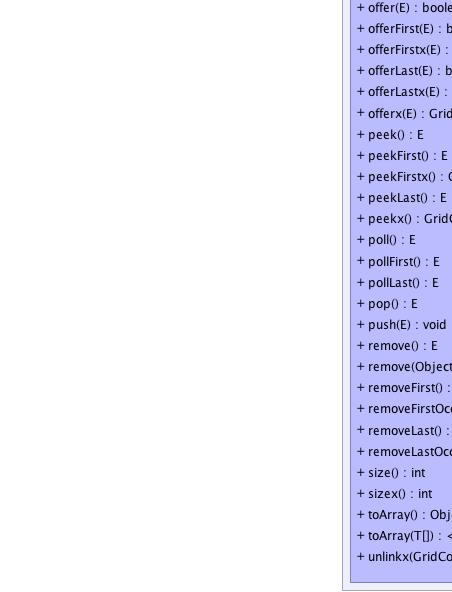 + offer(E) : boole
+ offerFirst(E) : b
+ offerFirstx(E) :
+ offerLast(E) : b
+ offerLastx(E) :
+ offerx(E) : Grid
+ peek() : E
+ peekFirst() : E
+ peekFirstx() : G
+ peekLast() : E
+ peekx() : GridC
+ poll() : E
+ pollFirst() : E
+ pollLast() : E
+ pop() : E
+ push(E) : void
+ remove() : E
+ remove(Object
+ removeFirst() :
+ removeFirstOcc
+ removeLast() :
+ removeLastOcc
+ size() : int
+ sizex() : int
+ toArray() : Obj
+ toArray(T[]) : <
+ unlinkx(GridCo